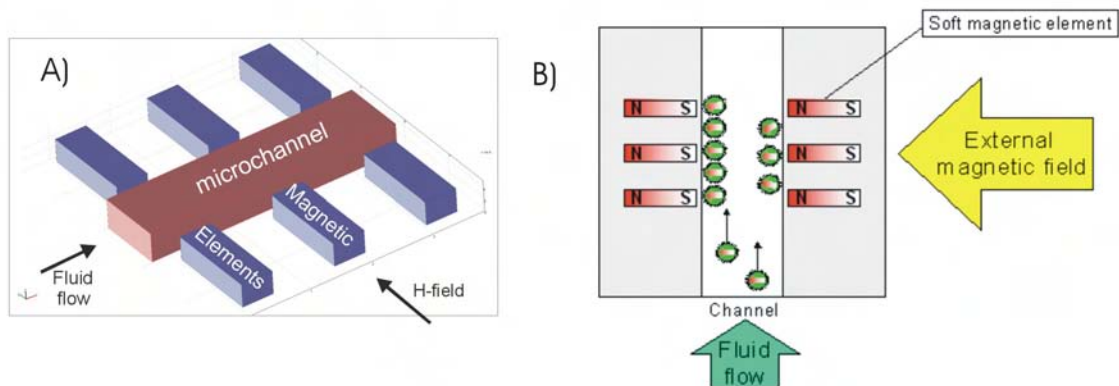 A)
microchannel
Magnetic
Elements
Fluid
flow
H-field
B)
Soft magnetic element
N S N S
N S N S
N S N S
External
magnetic field
Channel
Fluid
flow